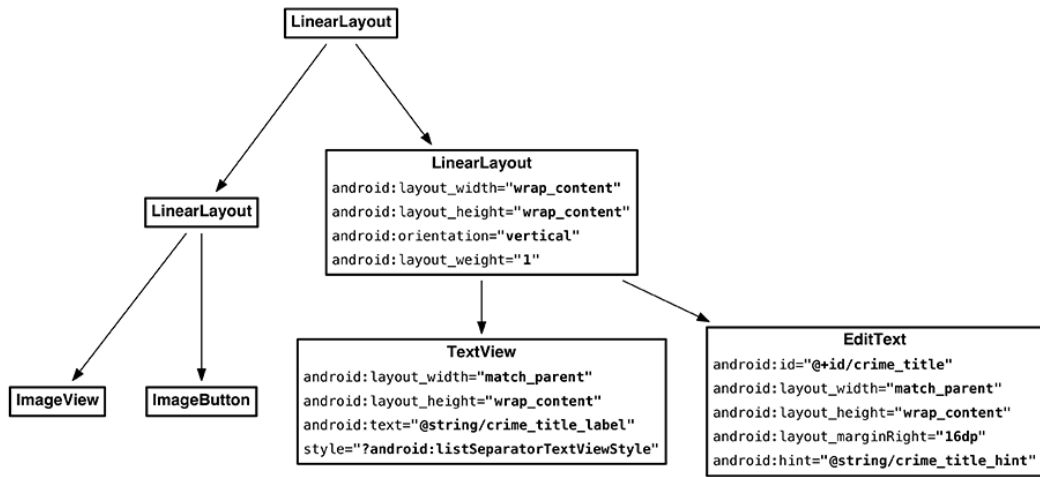 LinearLayout
LinearLayout
android:layout_width="wrap_content"
android:layout_height="wrap_content"
android:orientation="vertical"
android:layout_weight="1"
LinearLayout
TextView
android:layout_width="match_parent"
android:layout_height="wrap_content"
android:text="@string/crime_title_label"
style="?android:listSeparatorTextViewStyle"
EditText
android:id="@+id/crime_title"
android:layout_width="match_parent"
android:layout_height="wrap_content"
android:layout_marginRight="16dp"
android:hint="@string/crime_title_hint"
ImageView
ImageButton